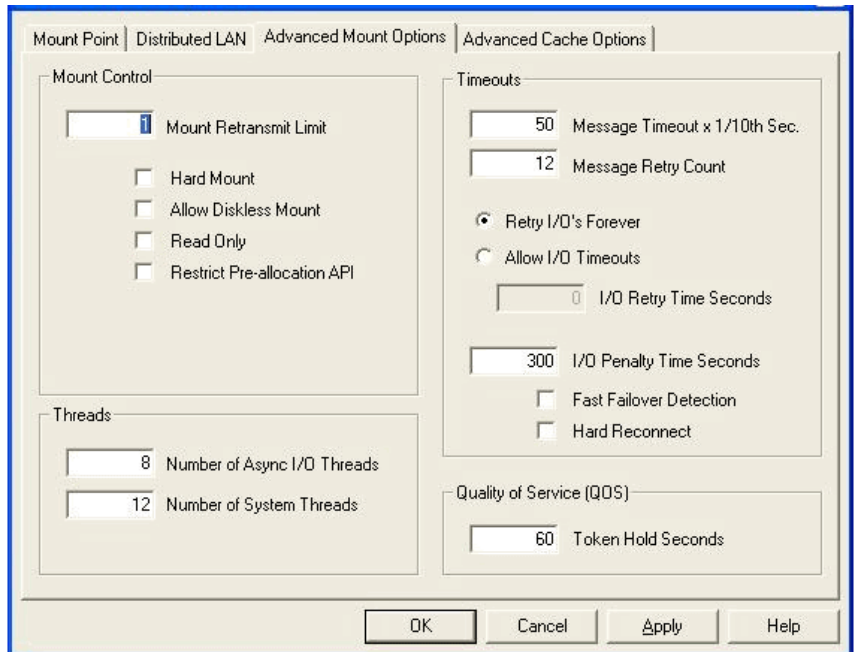 Mount Point
Distributed LAN
Advanced Mount Options
Advanced Cache Options
Mount Control
1 Mount Retransmit Limit
Hard Mount
Allow Diskless Mount
Read Only
Restrict Pre-allocation API
Threads
8 Number of Async I/O Threads
12 Number of System Threads
Timeouts
50 Message Timeout x 1/10th Sec.
12 Message Retry Count
Retry I/O's Forever
Allow I/O Timeouts
0 I/O Retry Time Seconds
300 I/O Penalty Time Seconds
Fast Failover Detection
Hard Reconnect
Quality of Service (QOS)
60 Token Hold Seconds
OK
Cancel
Apply
Help